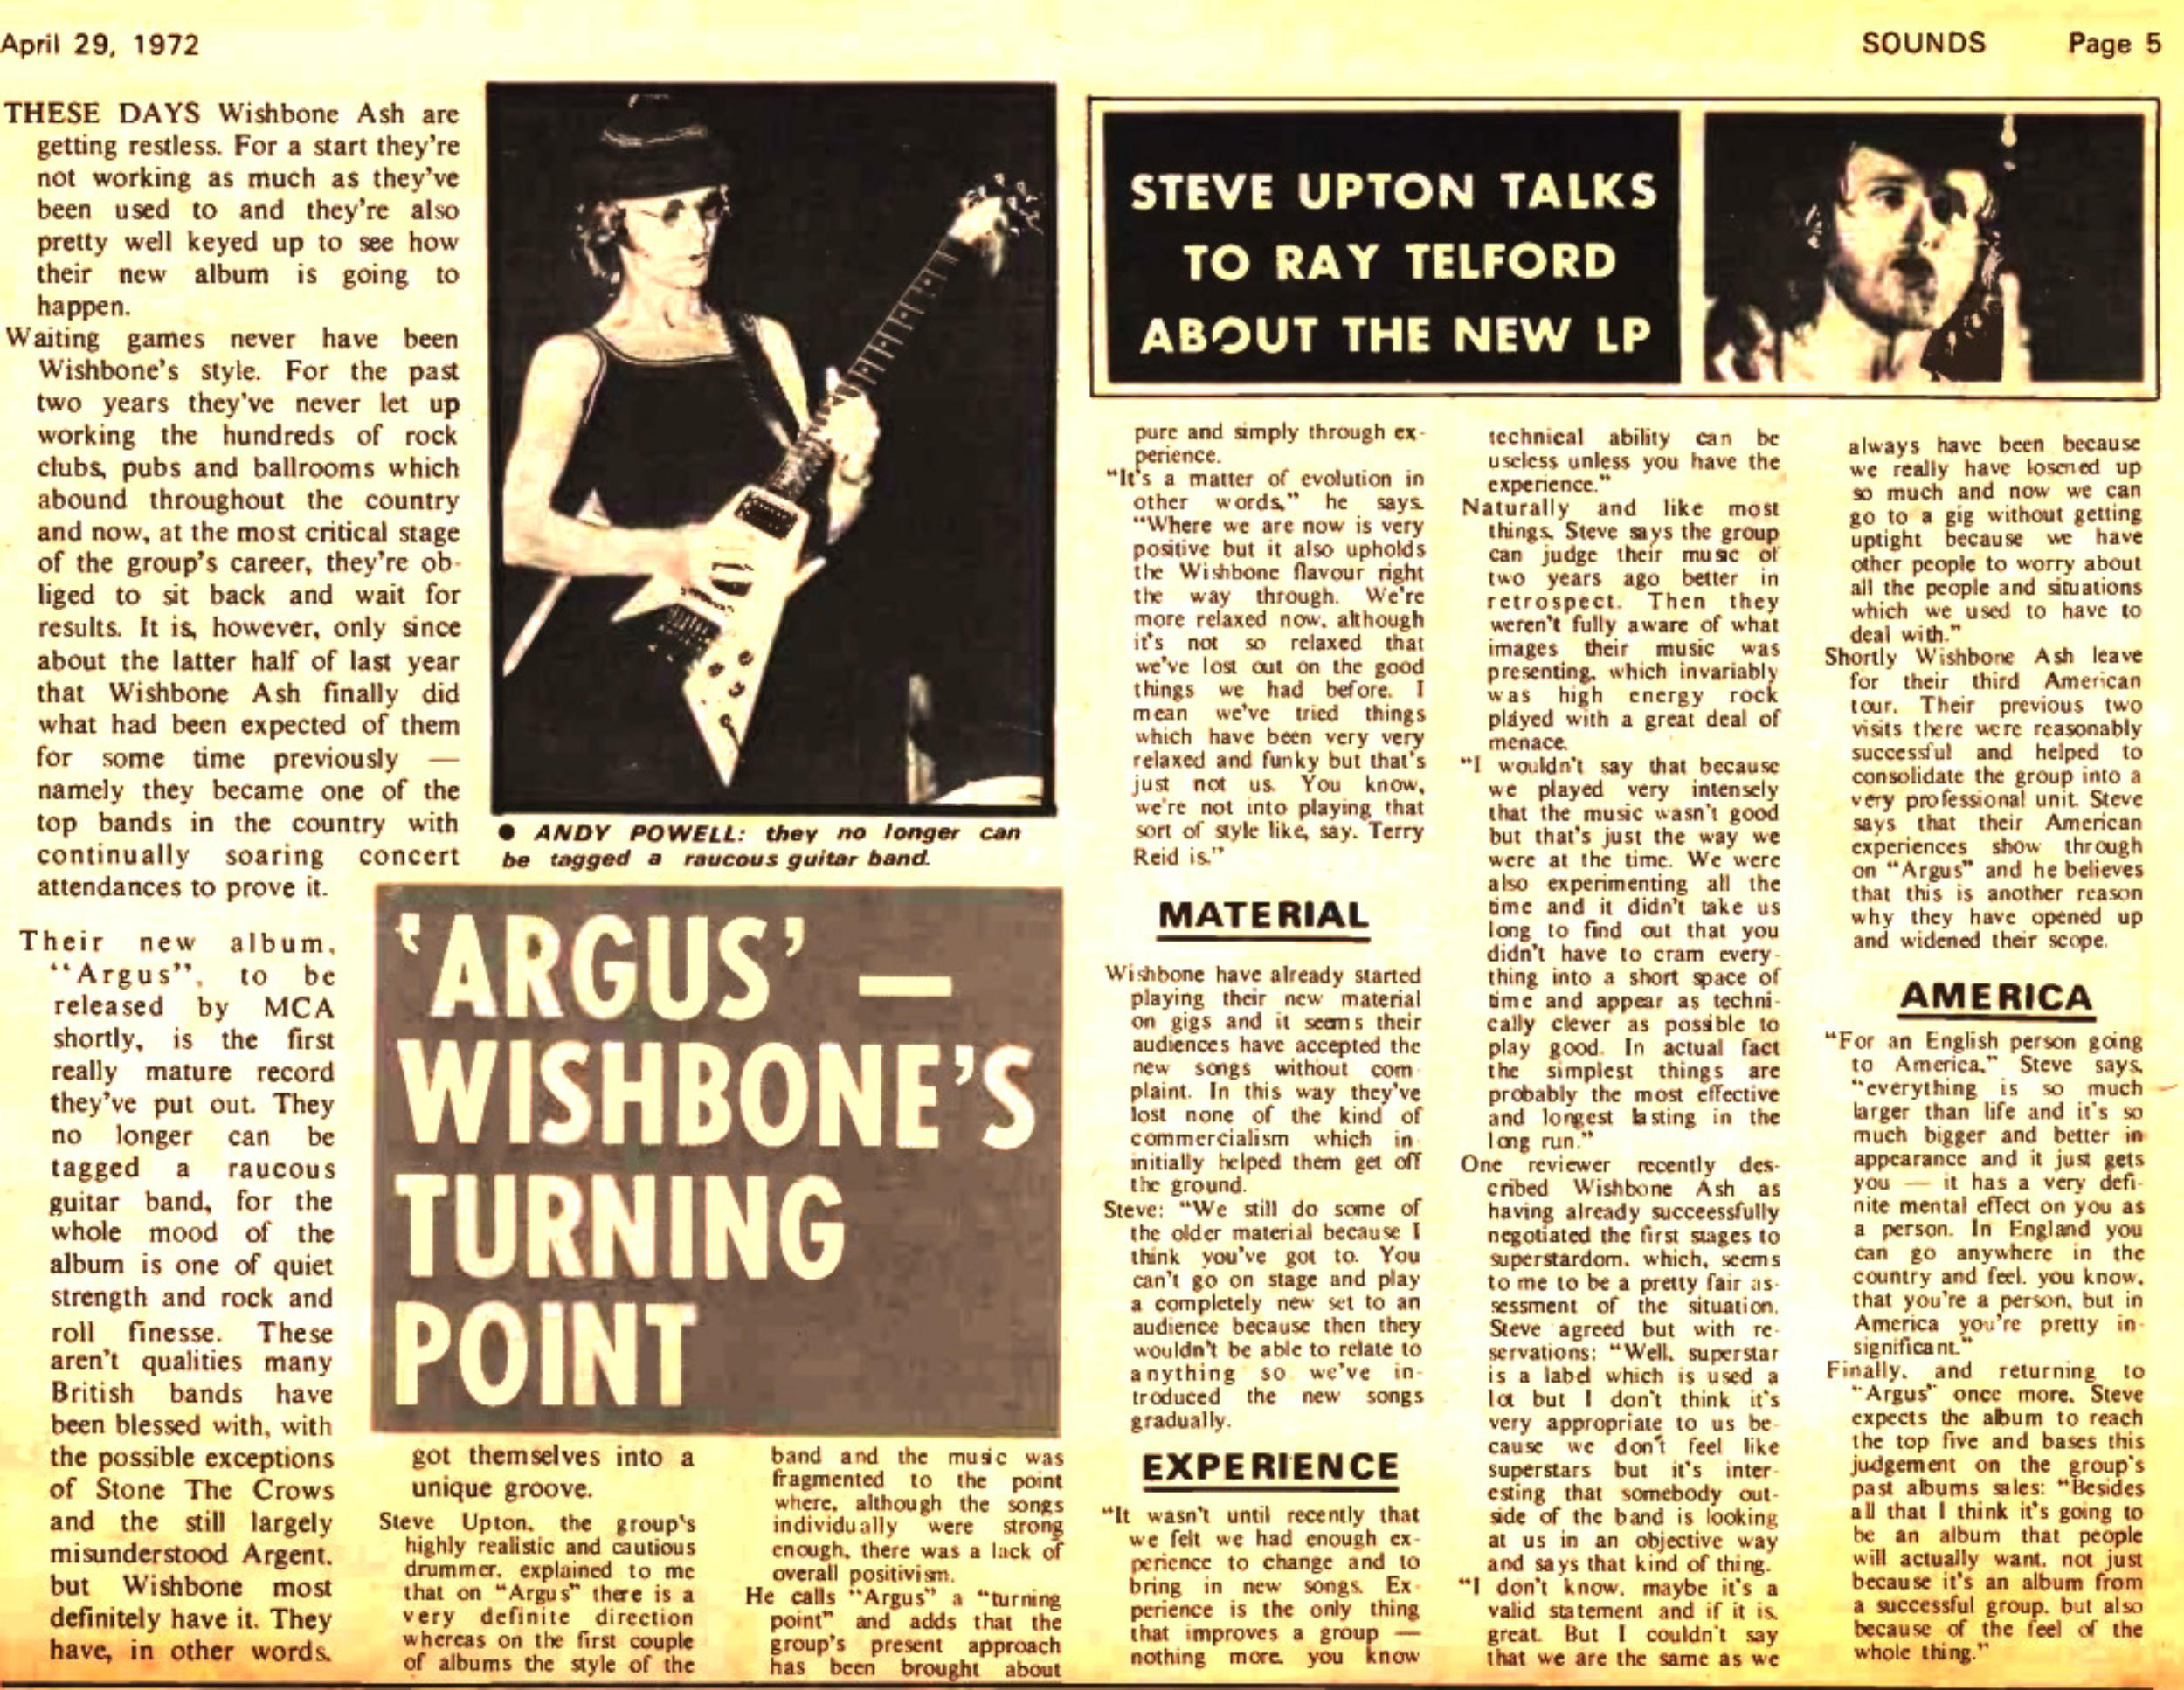 April 29, 1972
SOUNDS Page 5
THESE DAYS Wishbone Ash are
getting restless. For a start they're
not working as much as they've
been used to and they're also
pretty well keyed up to see how
their new album is going to
happen.
Waiting games never have been
Wishbone's style. For the past
two years they've never let up
working the hundreds of rock
clubs, pubs and ballrooms which
abound throughout the country
and now, at the most critical stage
of the group's career, they're ob-
liged to sit back and wait for
results. It is, however, only since
about the latter half of last year
that Wishbone Ash finally did
what had been expected of them
for some time previously —
namely they became one of the
top bands in the country with
continually soaring concert
attendances to prove it.
Their new album,
"Argus", to be
released by MCA
shortly, is the first
really mature record
they've put out. They
no longer can be
tagged a raucous
guitar band, for the
whole mood of the
album is one of quiet
strength and rock and
roll finesse. These
aren't qualities many
British bands have
been blessed with, with
the possible exceptions
of Stone The Crows
and the still largely
misunderstood Argent,
but Wishbone most
definitely have it. They
have, in other words,
● ANDY POWELL: they no longer can
be tagged a raucous guitar band.
'ARGUS' —
WISHBONE'S
TURNING
POINT
got themselves into a
unique groove.
Steve Upton, the group's
highly realistic and cautious
drummer, explained to me
that on "Argus" there is a
very definite direction
whereas on the first couple
of albums the style of the
band and the music was
fragmented to the point
where, although the songs
individually were strong
enough, there was a lack of
overall positivism.
He calls "Argus" a "turning
point" and adds that the
group's present approach
has been brought about
STEVE UPTON TALKS
TO RAY TELFORD
ABOUT THE NEW LP
pure and simply through ex-
perience.
"It's a matter of evolution in
other words," he says.
"Where we are now is very
positive but it also upholds
the Wishbone flavour right
the way through. We're
more relaxed now, although
it's not so relaxed that
we've lost out on the good
things we had before. I
mean we've tried things
which have been very very
relaxed and funky but that's
just not us. You know,
we're not into playing that
sort of style like, say, Terry
Reid is."
MATERIAL
Wishbone have already started
playing their new material
on gigs and it seems their
audiences have accepted the
new songs without com-
plaint. In this way they've
lost none of the kind of
commercialism which in-
initially helped them get off
the ground.
Steve: "We still do some of
the older material because I
think you've got to. You
can't go on stage and play
a completely new set to an
audience because then they
wouldn't be able to relate to
anything so we've in-
troduced the new songs
gradually.
EXPERIENCE
"It wasn't until recently that
we felt we had enough ex-
perience to change and to
bring in new songs. Ex-
perience is the only thing
that improves a group —
nothing more, you know
technical ability can be
useless unless you have the
experience."
Naturally and like most
things, Steve says the group
can judge their music of
two years ago better in
retrospect. Then they
weren't fully aware of what
images their music was
presenting, which invariably
was high energy rock
played with a great deal of
menace.
"I wouldn't say that because
we played very intensely
that the music wasn't good
but that's just the way we
were at the time. We were
also experimenting all the
time and it didn't take us
long to find out that you
didn't have to cram every-
thing into a short space of
time and appear as techni-
cally clever as possible to
play good. In actual fact
the simplest things are
probably the most effective
and longest lasting in the
long run."
One reviewer recently des-
cribed Wishbone Ash as
having already succeessfully
negotiated the first stages to
superstardom, which, seems
to me to be a pretty fair as-
sessment of the situation.
Steve agreed but with re-
servations: "Well, superstar
is a label which is used a
lot but I don't think it's
very appropriate to us be-
cause we don't feel like
superstars but it's inter-
esting that somebody out-
side of the band is looking
at us in an objective way
and says that kind of thing.
"I don't know, maybe it's a
valid statement and if it is,
great. But I couldn't say
that we are the same as we
always have been because
we really have losened up
so much and now we can
go to a gig without getting
uptight because we have
other people to worry about
all the people and situations
which we used to have to
deal with."
Shortly Wishbone Ash leave
for their third American
tour. Their previous two
visits there were reasonably
successful and helped to
consolidate the group into a
very professional unit. Steve
says that their American
experiences show through
on "Argus" and he believes
that this is another reason
why they have opened up
and widened their scope.
AMERICA
"For an English person going
to America," Steve says,
"everything is so much
larger than life and it's so
much bigger and better in
appearance and it just gets
you — it has a very defi-
nite mental effect on you as
a person. In England you
can go anywhere in the
country and feel, you know,
that you're a person, but in
America you're pretty in-
significant."
Finally, and returning to
"Argus" once more, Steve
expects the album to reach
the top five and bases this
judgement on the group's
past albums sales: "Besides
all that I think it's going to
be an album that people
will actually want, not just
because it's an album from
a successful group, but also
because of the feel of the
whole thing."